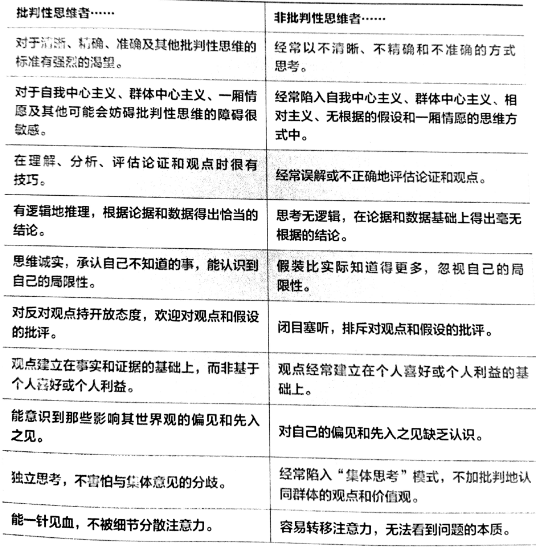 批判性思维者……
非批判性思维者……
对于清晰、精确、准确及其他批判性思维的
标准有强烈的渴望。
经常以不清晰、不精确和不准确的方式
思考。
对于自我中心主义、群体中心主义、一厢情
愿及其他可能会妨碍批判性思维的障碍很
敏感。
经常陷入自我中心主义、群体中心主义、相
对主义、无根据的假设和一厢情愿的思维方
式中。
在理解、分析、评估论证和观点时很有
技巧。
经常误解或不正确地评估论证和观点。
有逻辑地推理，根据论据和数据得出恰当的
结论。
思考无逻辑，在论据和数据基础上得出毫无
根据的结论。
思维诚实，承认自己不知道的事，能认识到
自己的局限性。
假装比实际知道得更多，忽视自己的局
限性。
对反对观点持开放态度，欢迎对观点和假设
的批评。
闭目塞听，排斥对观点和假设的批评。
观点建立在事实和证据的基础上，而非基于
个人喜好或个人利益。
观点经常建立在个人喜好或个人利益的基
础上。
能意识到那些影响其世界观的偏见和先入
之见。
对自己的偏见和先入之见缺乏认识。
独立思考，不害怕与集体意见的分歧。
经常陷入“集体思考”模式，不加批判地认
同群体的观点和价值观。
能一针见血，不被细节分散注意力。
容易转移注意力，无法看到问题的本质。